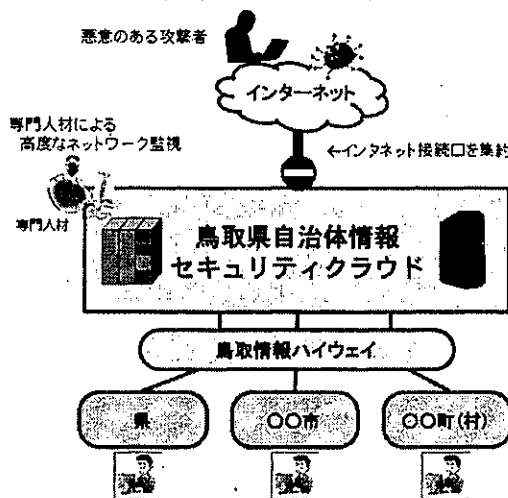 悪意のある攻撃者
インターネット
専門人材による
高度なネットワーク監視
←インタネット接続口を集約
専門人材
鳥取県自治体情報
セキュリティクラウド
鳥取情報ハイウェイ
県
〇〇市
〇〇町(村)